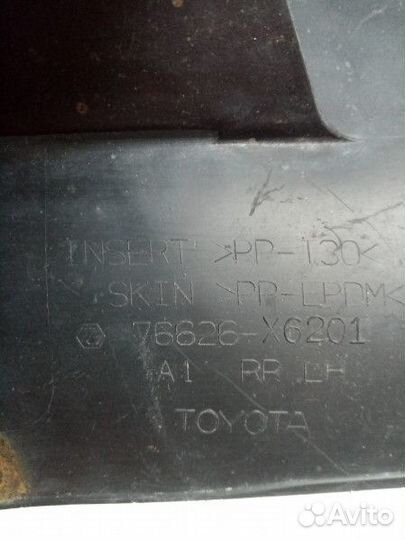 INSERT >PP-T30<
SKIN >PP-EPDM<
76626-X6201
A1 RR LH
TOYOTA
Avito